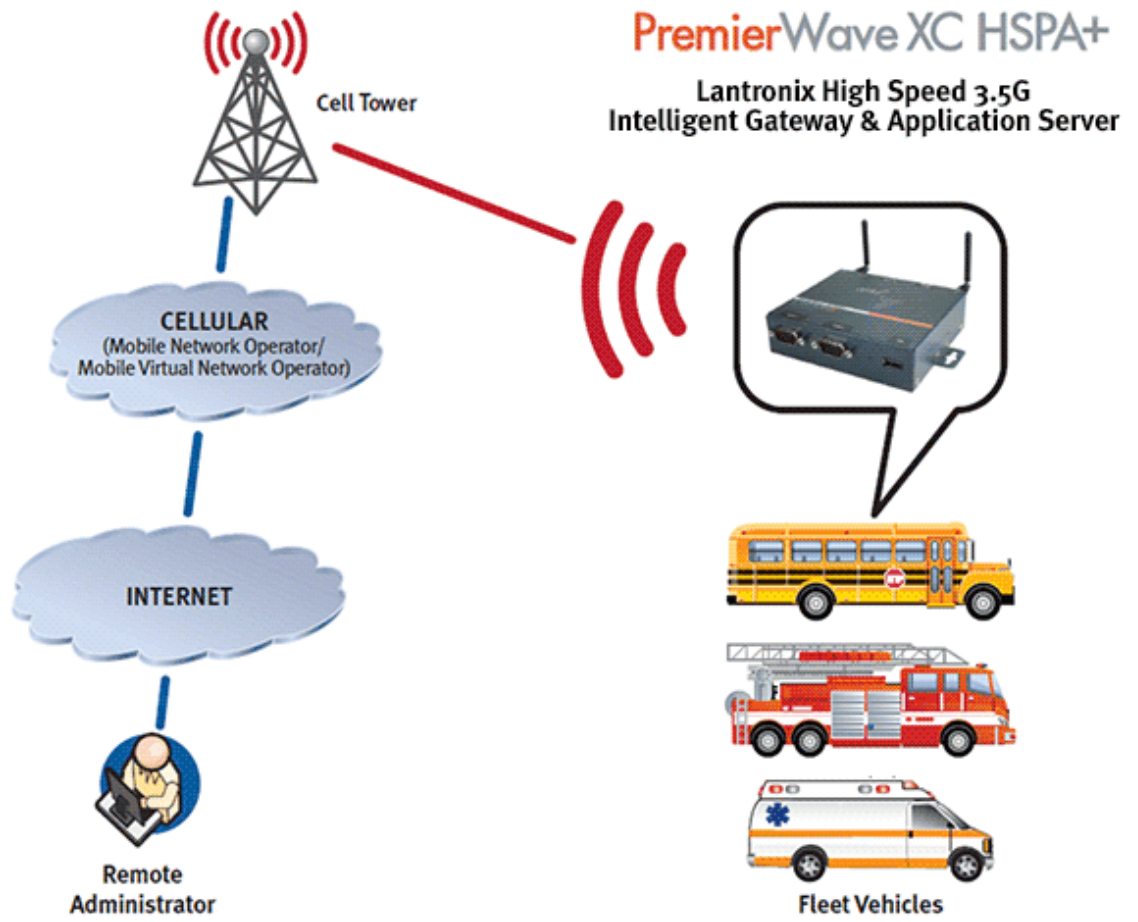 PremierWave XC HSPA+
Lantronix High Speed 3.5G
Intelligent Gateway & Application Server
Cell Tower
CELLULAR
(Mobile Network Operator/
Mobile Virtual Network Operator)
INTERNET
Remote
Administrator
Fleet Vehicles